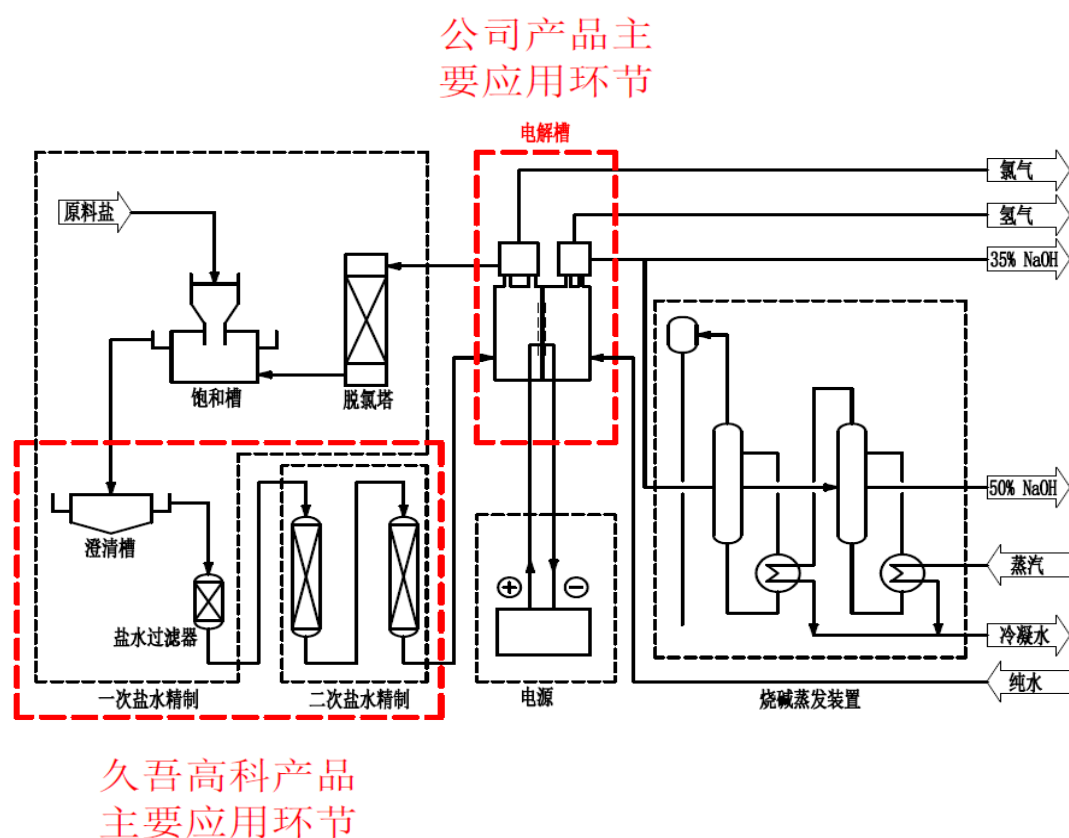 公司产品主
要应用环节
电解槽
氯气
原料盐
氢气
35% NaOH
饱和槽
脱氯塔
50% NaOH
澄清槽
蒸汽
盐水过滤器
冷凝水
一次盐水精制
二次盐水精制
电源
烧碱蒸发装置
纯水
久吾高科产品
主要应用环节